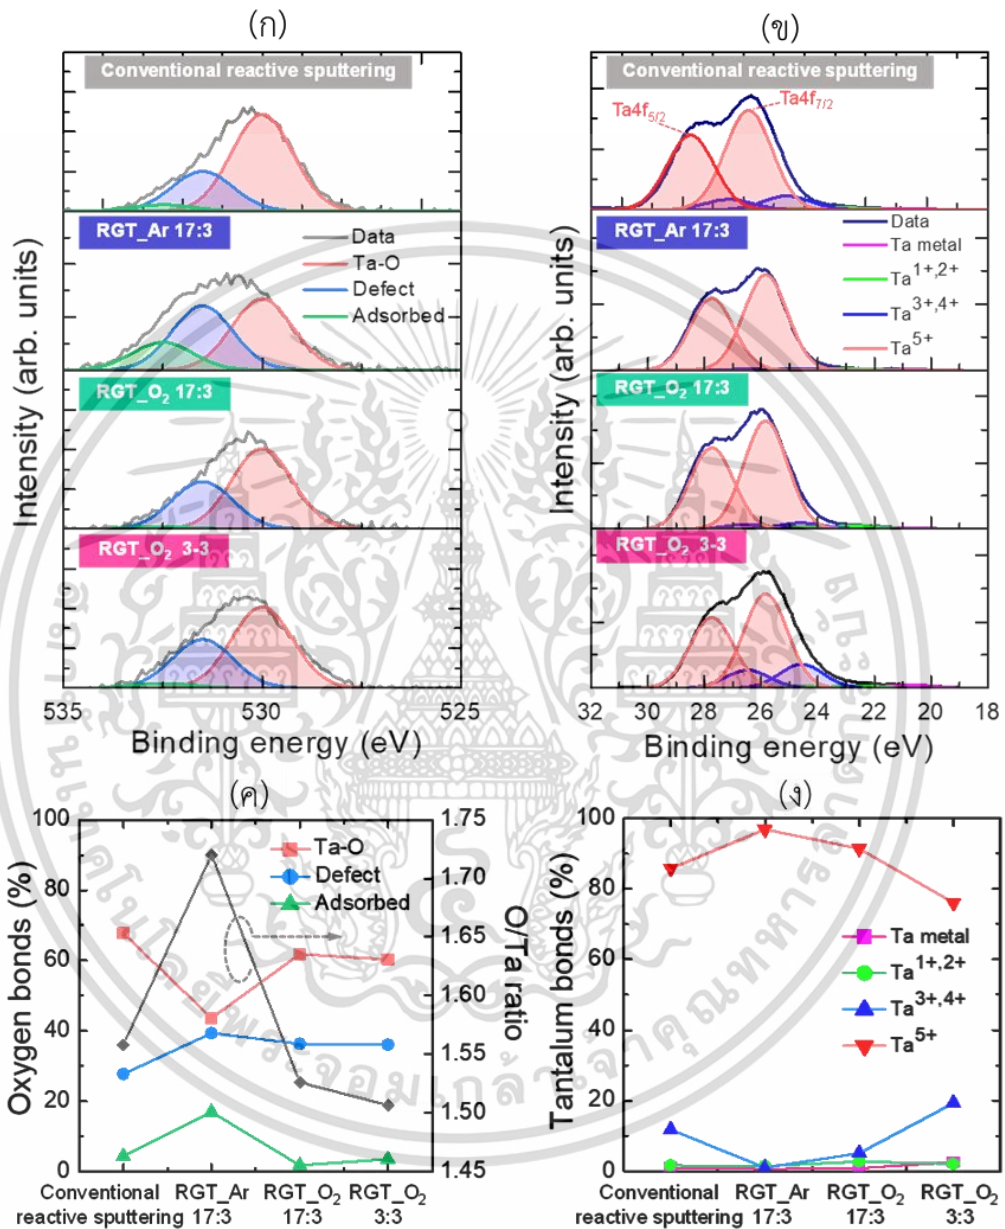 (ก)
Conventional reactive sputtering
RGT_Ar 17:3
Data
Ta-O
Defect
Adsorbed
RGT_O₂ 17:3
RGT_O₂ 3-3
Intensity (arb. units)
535 530 525
Binding energy (eV)
(ข)
Conventional reactive sputtering
Ta4f₅/₂
Ta4f₇/₂
RGT_Ar 17:3
Data
Ta metal
Ta¹⁺,²⁺
Ta³⁺,⁴⁺
Ta⁵⁺
RGT_O₂ 17:3
RGT_O₂ 3-3
Intensity (arb. units)
32 30 28 26 24 22 20 18
Binding energy (eV)
(ค)
Oxygen bonds (%)
100
80
60
40
20
0
Ta-O
Defect
Adsorbed
1.75
1.70
1.65
1.60
1.55
1.50
1.45
O/Ta ratio
Conventional RGT_Ar RGT_O₂ RGT_O₂
reactive sputtering 17:3 17:3 3:3
(ง)
Tantalum bonds (%)
100
80
60
40
20
0
Ta metal
Ta¹⁺,²⁺
Ta³⁺,⁴⁺
Ta⁵⁺
Conventional RGT_Ar RGT_O₂ RGT_O₂
reactive sputtering 17:3 17:3 3:3